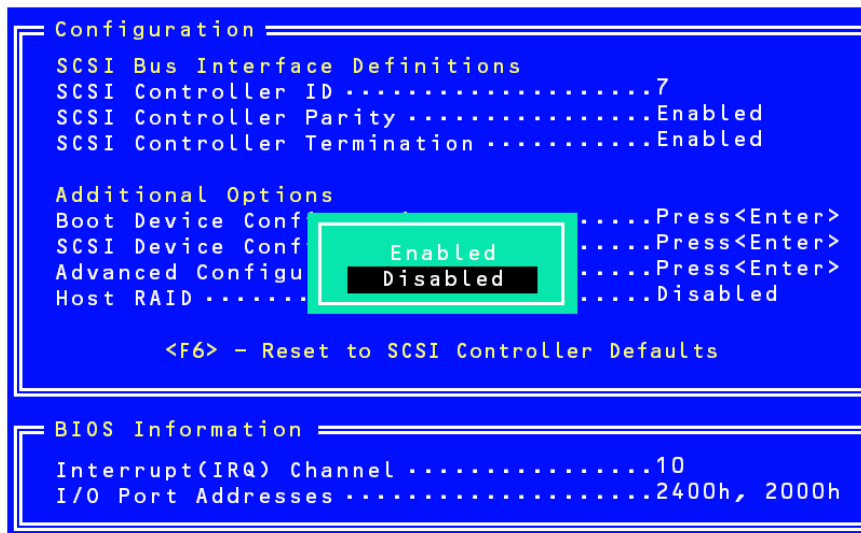 Configuration
SCSI Bus Interface Definitions
SCSI Controller ID ....................7
SCSI Controller Parity ................Enabled
SCSI Controller Termination ...........Enabled
Additional Options
Boot Device Conf .....Press<Enter>
SCSI Device Conf .....Press<Enter>
Advanced Configu .....Press<Enter>
Host RAID ....... .....Disabled
Enabled
Disabled
<F6> – Reset to SCSI Controller Defaults
BIOS Information
Interrupt(IRQ) Channel ................10
I/O Port Addresses ....................2400h, 2000h